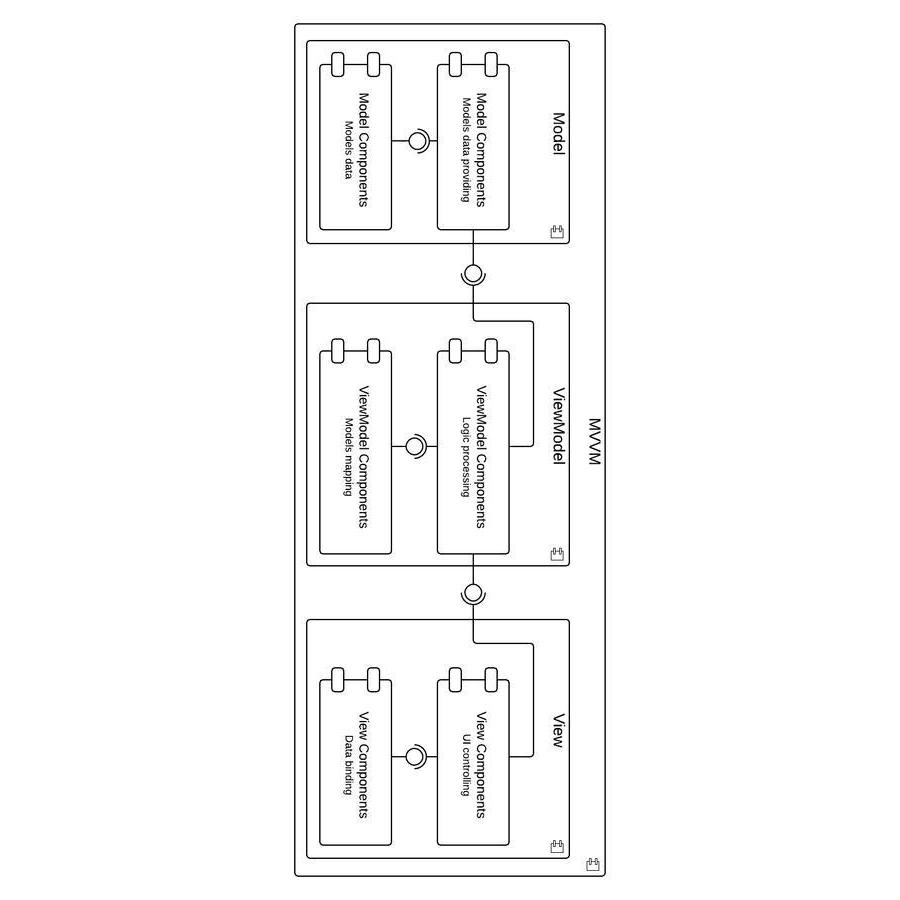 MVVM
Model
Model Components
Models data providing
Model Components
Models data
ViewModel
ViewModel Components
Logic processing
ViewModel Components
Models mapping
View
View Components
UI controlling
View Components
Data binding